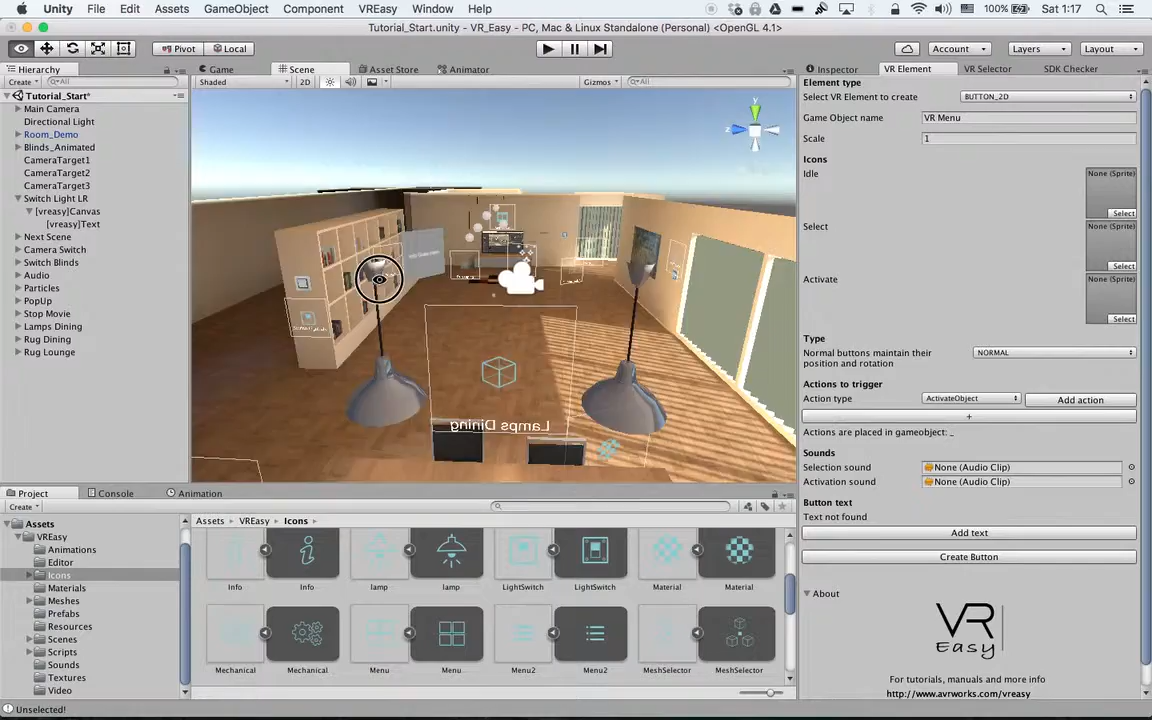 Unity File Edit Assets GameObject Component VREasy Window Help 100% Sat 1:17
Tutorial_Start.unity - VR_Easy - PC, Mac & Linux Standalone (Personal) <OpenGL 4.1>
Pivot Local Account Layers Layout
Hierarchy Game Scene Asset Store Animator Inspector VR Element VR Selector SDK Checker
Create All Shaded 2D Gizmos All
Element type
Select VR Element to create BUTTON_2D
Game Object name VR Menu
Scale 1
Icons
Idle None (Sprite) Select
Select None (Sprite) Select
Activate None (Sprite) Select
Type
Normal buttons maintain their position and rotation NORMAL
Actions to trigger
Action type ActivateObject Add action
+
Actions are placed in gameobject: _
Sounds
Selection sound None (Audio Clip)
Activation sound None (Audio Clip)
Button text
Text not found
Add text
Create Button
About
VR
Easy
For tutorials, manuals and more info
http://www.avrworks.com/vreasy
Tutorial_Start*
Main Camera
Directional Light
Room_Demo
Blinds_Animated
CameraTarget1
CameraTarget2
CameraTarget3
Switch Light LR
[vreasy]Canvas
[vreasy]Text
Next Scene
Camera Switch
Switch Blinds
Audio
Particles
PopUp
Stop Movie
Lamps Dining
Rug Dining
Rug Lounge
y
z
Lamps Dining
Project Console Animation
Create
Assets
VREasy
Animations
Editor
Icons
Materials
Meshes
Prefabs
Resources
Scenes
Scripts
Sounds
Textures
Video
Assets VREasy Icons
Info Info lamp lamp LightSwitch LightSwitch Material Material
Mechanical Mechanical Menu Menu Menu2 Menu2 MeshSelector MeshSelector
Unselected!